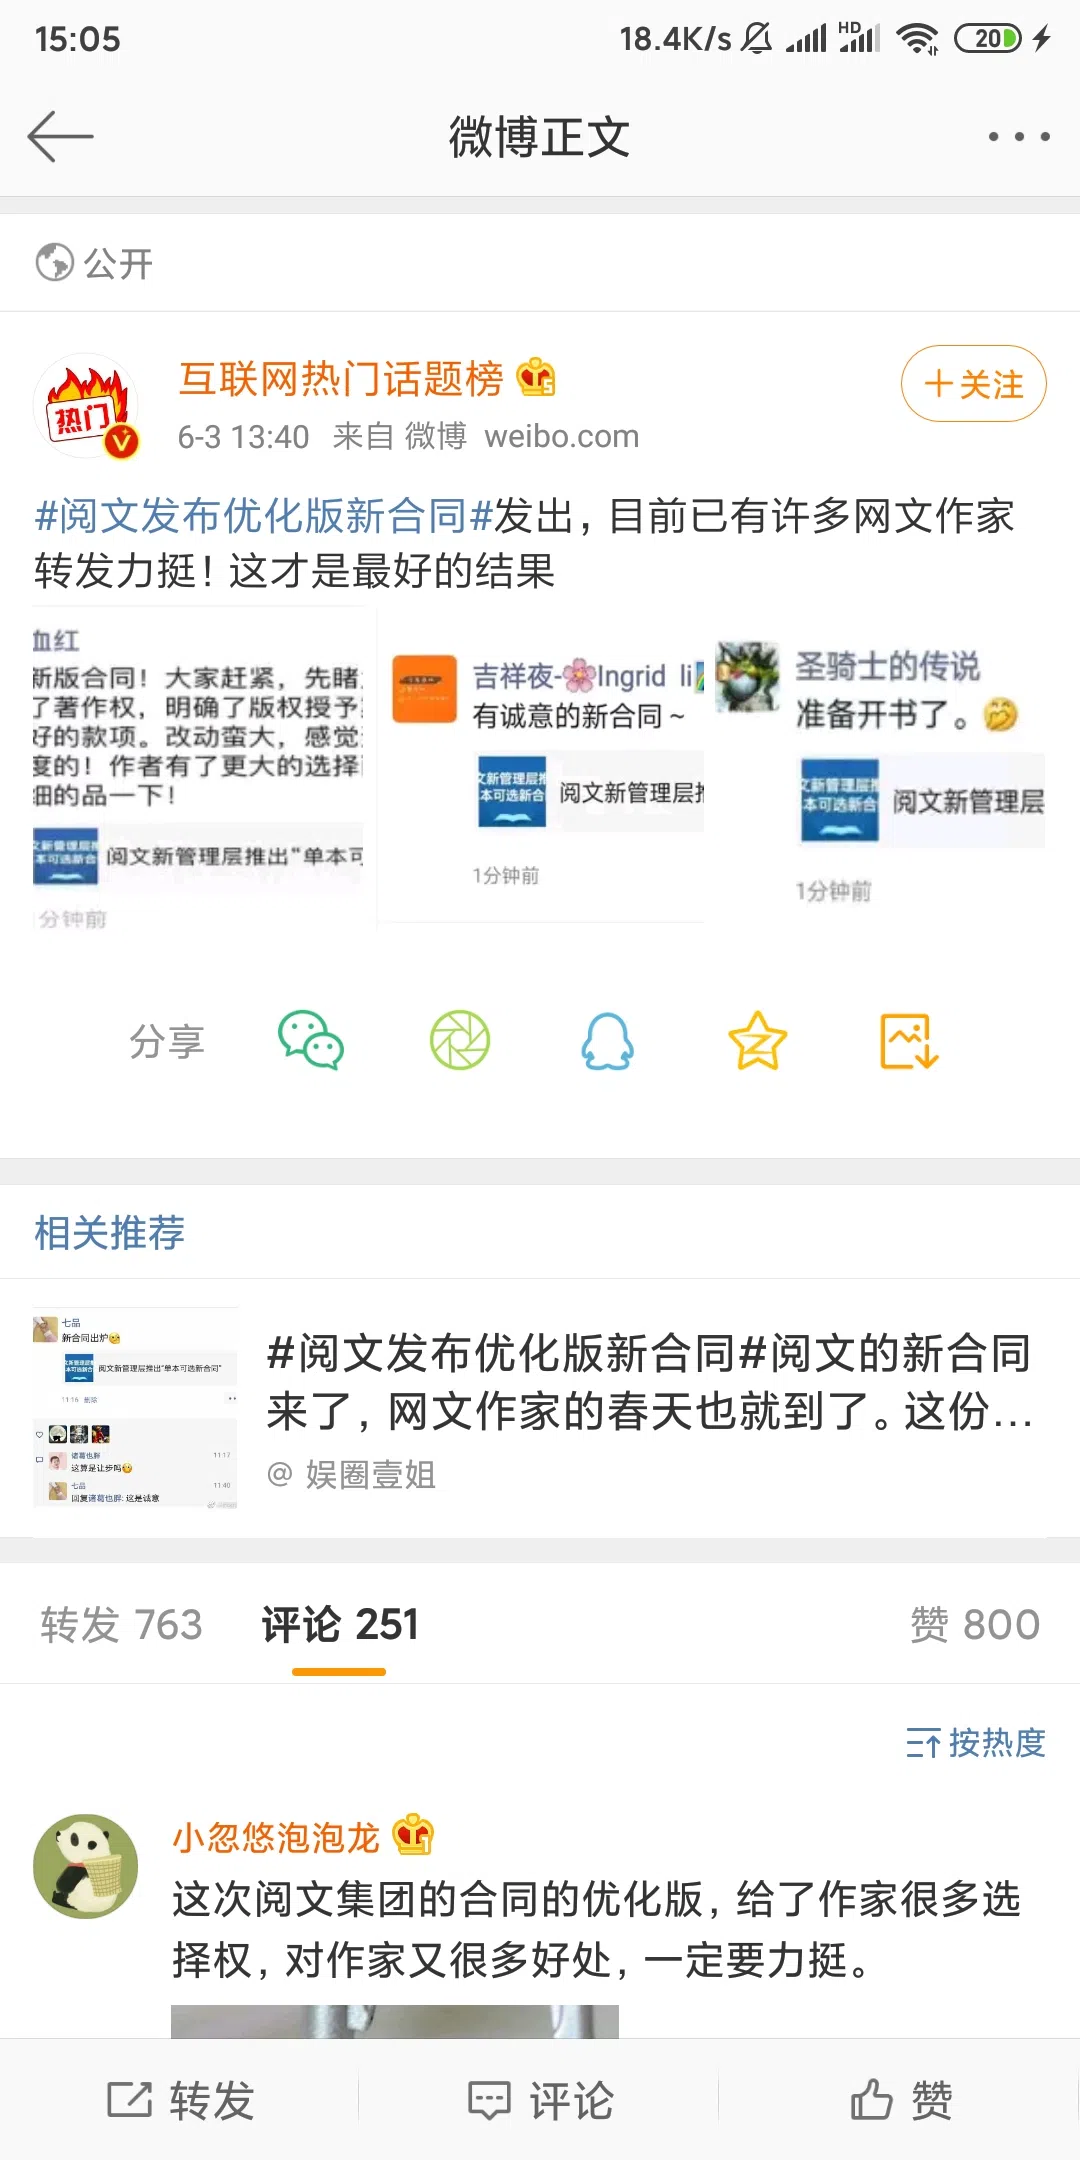 15:05
18.4K/s
HD
20
微博正文
公开
热门
互联网热门话题榜
6-3 13:40 来自 微博 weibo.com
+关注
#阅文发布优化版新合同#发出，目前已有许多网文作家
转发力挺！这才是最好的结果
血红
新版合同！大家赶紧，先睹
了著作权，明确了版权授予
好的款项。改动蛮大，感觉
度的！作者有了更大的选择
细的品一下！
文新管理层推
本可选新合
阅文新管理层推出“单本可
1分钟前
吉祥夜-🌸Ingrid li
有诚意的新合同～
文新管理层推
本可选新合
阅文新管理层推
1分钟前
圣骑士的传说
准备开书了。
文新管理层推
本可选新合
阅文新管理层
1分钟前
分享
相关推荐
七品
新合同出炉
阅文新管理层推出“单本可选新合同”
11:16 删除
诸葛也胖
11:17
这算是让步吗
七品
11:40
回复诸葛也胖: 这是诚意
#阅文发布优化版新合同#阅文的新合同
来了，网文作家的春天也就到了。这份...
@ 娱圈壹姐
转发 763
评论 251
赞 800
按热度
小忽悠泡泡龙
这次阅文集团的合同的优化版，给了作家很多选
择权，对作家又很多好处，一定要力挺。
转发
评论
赞